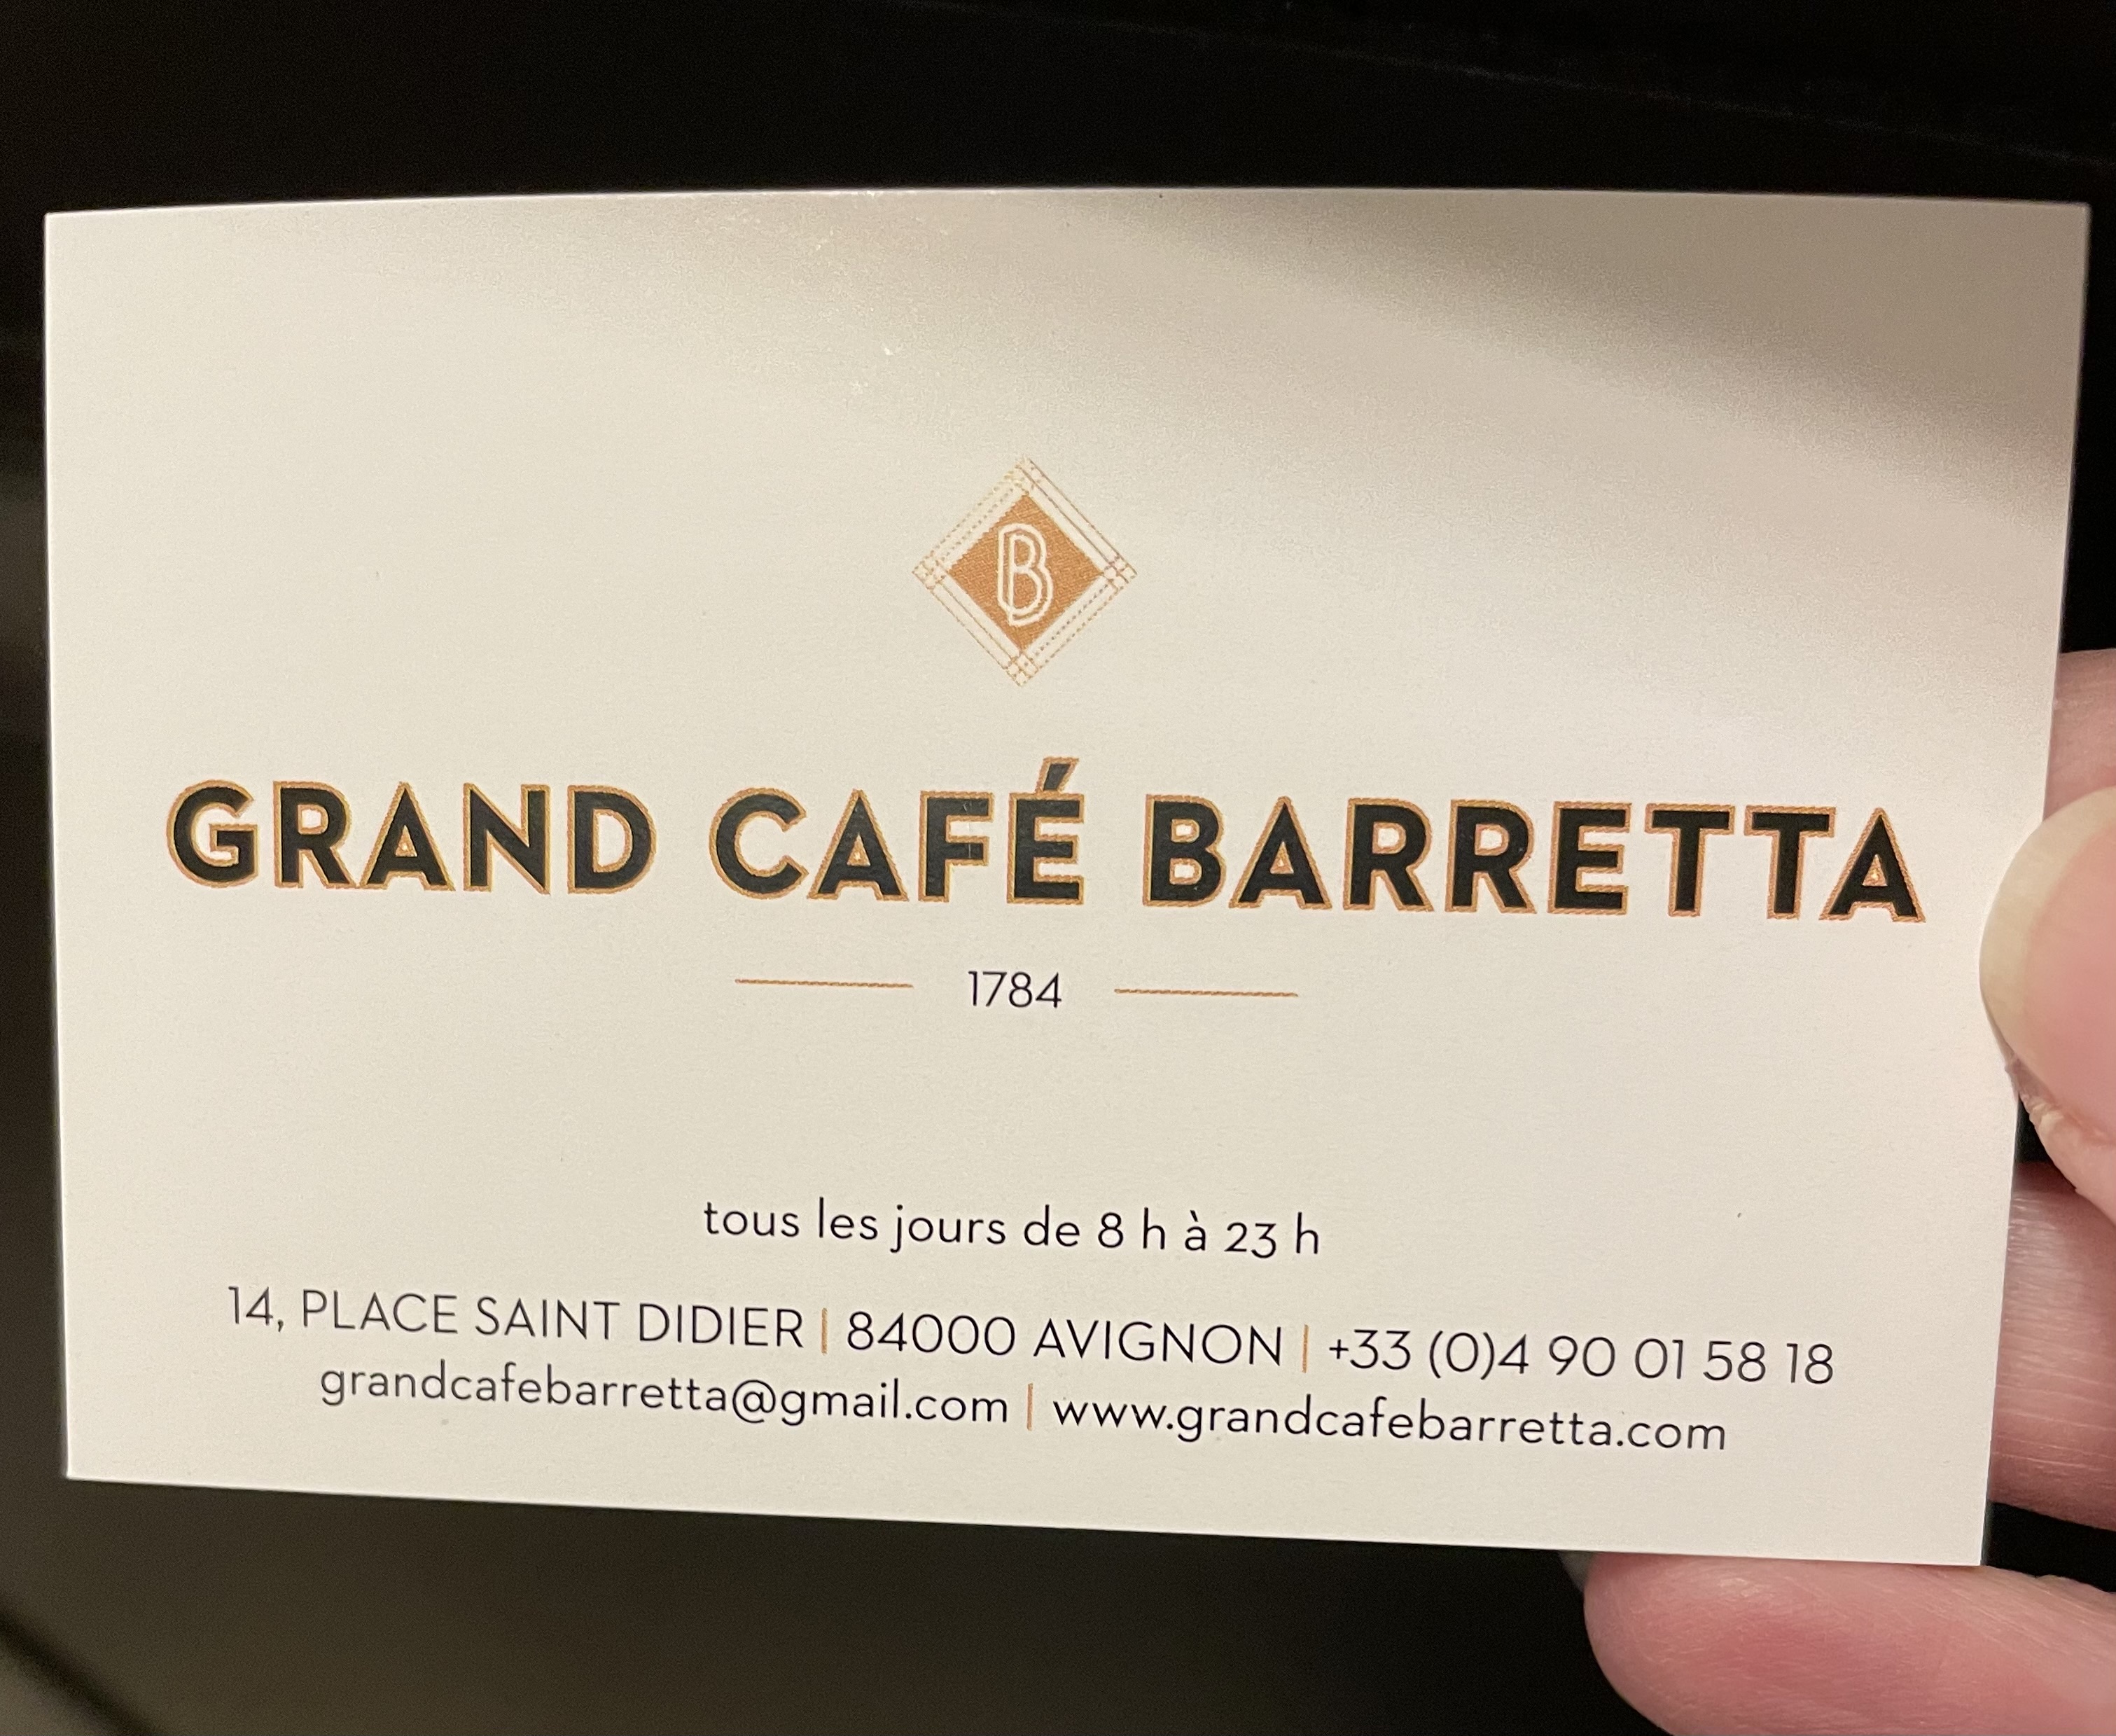 B
GRAND CAFÉ BARRETTA
1784
tous les jours de 8 h à 23 h
14, PLACE SAINT DIDIER | 84000 AVIGNON | +33 (0)4 90 01 58 18
grandcafebarretta@gmail.com | www.grandcafebarretta.com